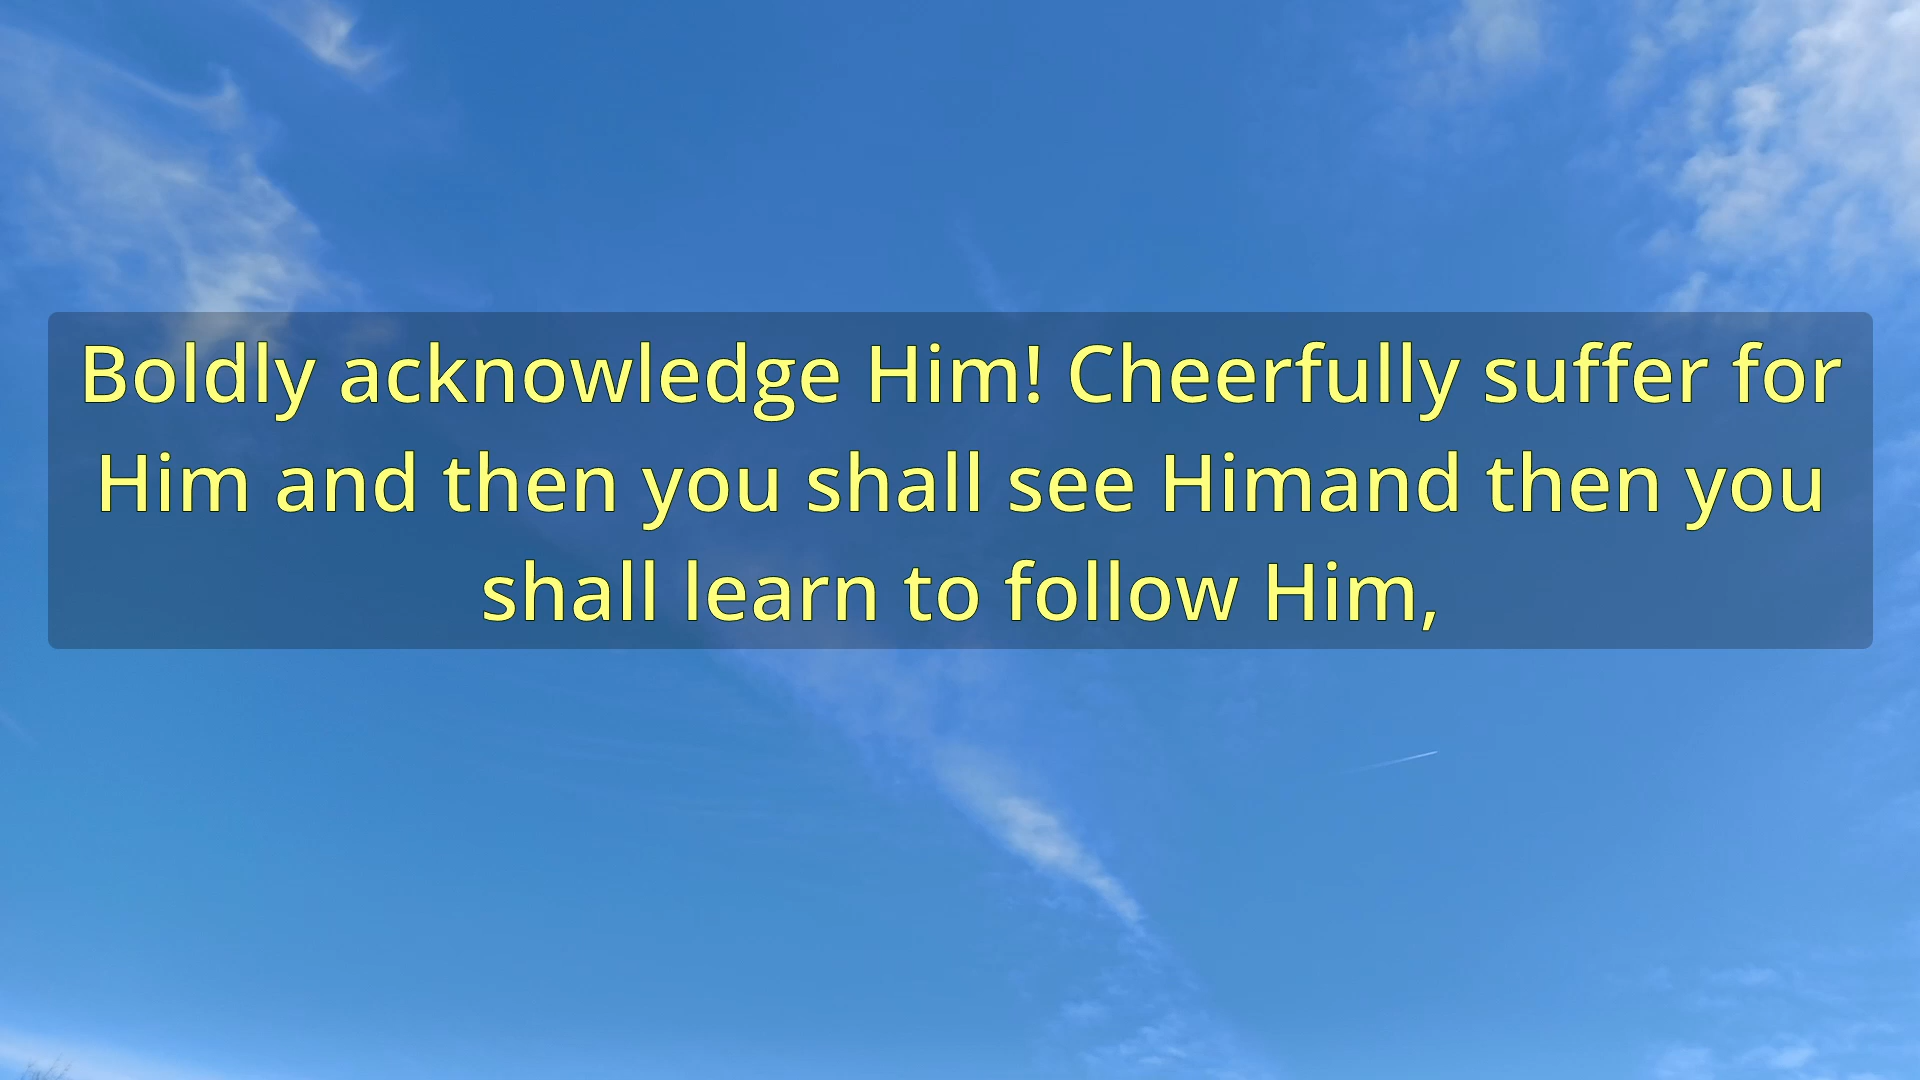 Boldly acknowledge Him! Cheerfully suffer for
Him and then you shall see Himand then you
shall learn to follow Him,